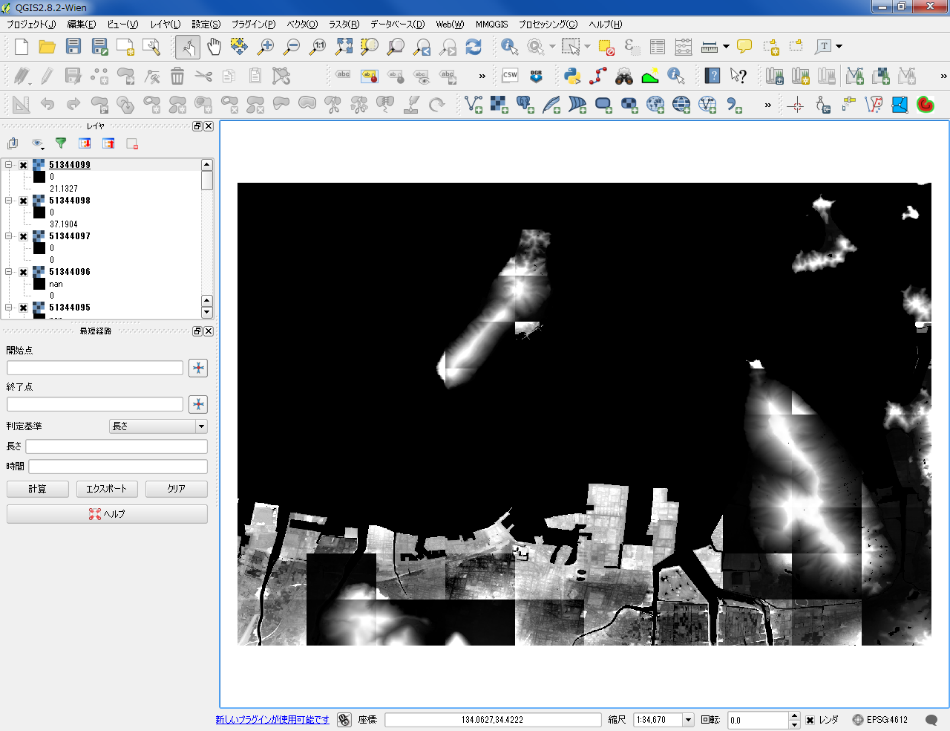 QGIS2.8.2-Wien
プロジェクト(J) 編集(E) ビュー(V) レイヤ(L) 設定(S) プラグイン(P) ベクタ(O) ラスタ(R) データベース(D) Web(W) MMQGIS プロセッシング(C) ヘルプ(H)
レイヤ
51344099
0
21.1327
51344098
0
37.1904
51344097
0
0
51344096
nan
0
51344095
最短経路
開始点
終了点
判定基準 長さ
長さ
時間
計算 エクスポート クリア
ヘルプ
新しいプラグインが使用可能です 座標: 134.0627,34.4222 縮尺 1:34,670 回転: 0.0 レンダ EPSG:4612